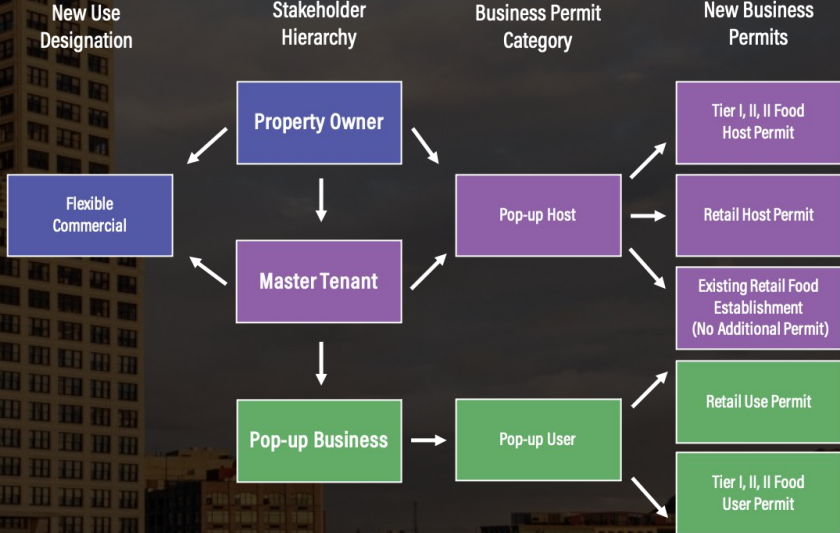 New Use
Designation
Stakeholder
Hierarchy
Business Permit
Category
New Business
Permits
Property Owner
Tier I, II, II Food
Host Permit
Flexible
Commercial
Pop-up Host
Retail Host Permit
Master Tenant
Existing Retail Food
Establishment
(No Additional Permit)
Retail Use Permit
Pop-up Business
Pop-up User
Tier I, II, II Food
User Permit